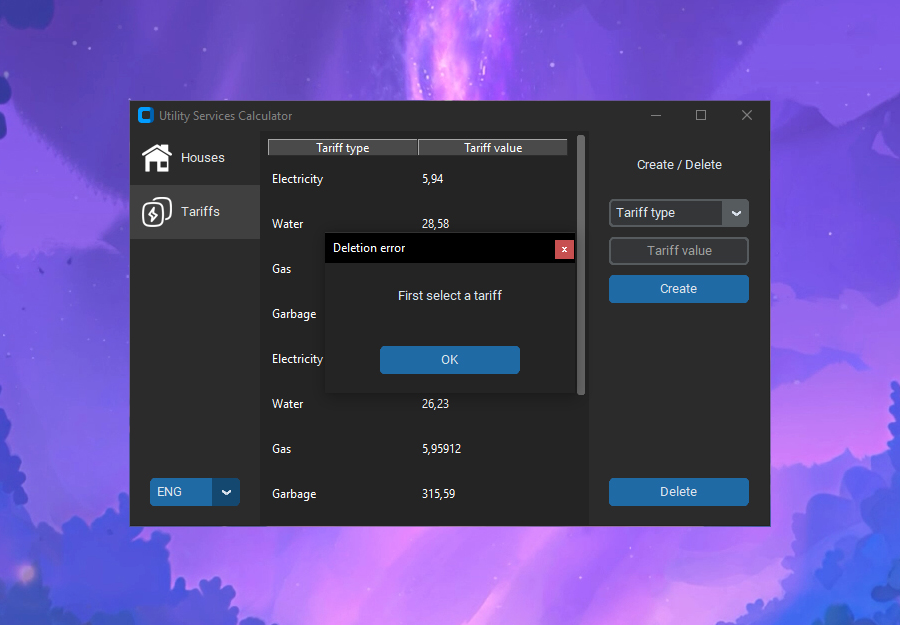 Utility Services Calculator
Houses
Tariffs
ENG
Tariff type Tariff value
Electricity 5,94
Water 28,58
Gas
Garbage
Electricity
Water 26,23
Gas 5,95912
Garbage 315,59
Deletion error x
First select a tariff
OK
Create / Delete
Tariff type
Tariff value
Create
Delete